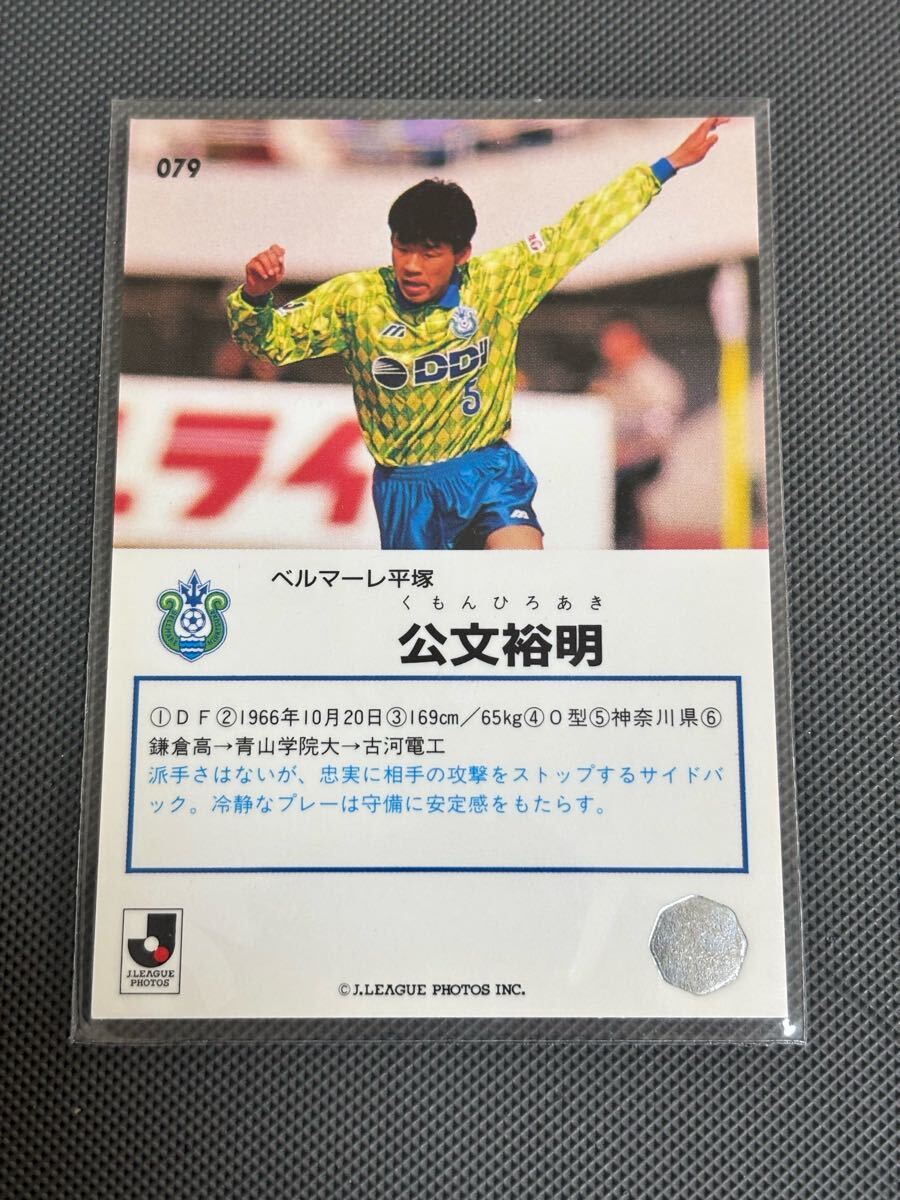 079
DDI
5
ライ
ベルマーレ平塚
くもんひろあき
公文裕明
①DF②1966年10月20日③169cm/65kg④O型⑤神奈川県⑥
鎌倉高→青山学院大→古河電工
派手さはないが、忠実に相手の攻撃をストップするサイドバ
ック。冷静なプレーは守備に安定感をもたらす。
J.LEAGUE
PHOTOS
©J.LEAGUE PHOTOS INC.